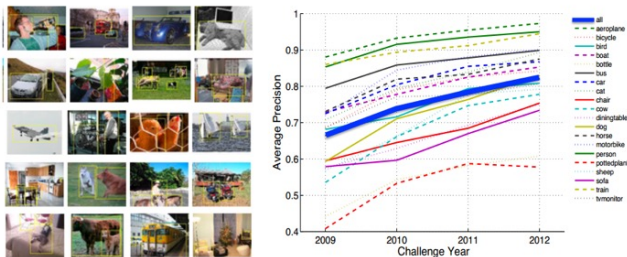 1
0.9
0.8
0.7
0.6
0.5
0.4
Average Precision
2009 2010 2011 2012
Challenge Year
all
aeroplane
bicycle
bird
boat
bottle
bus
car
cat
chair
cow
diningtable
dog
horse
motorbike
person
pottedplant
sheep
sofa
train
tvmonitor